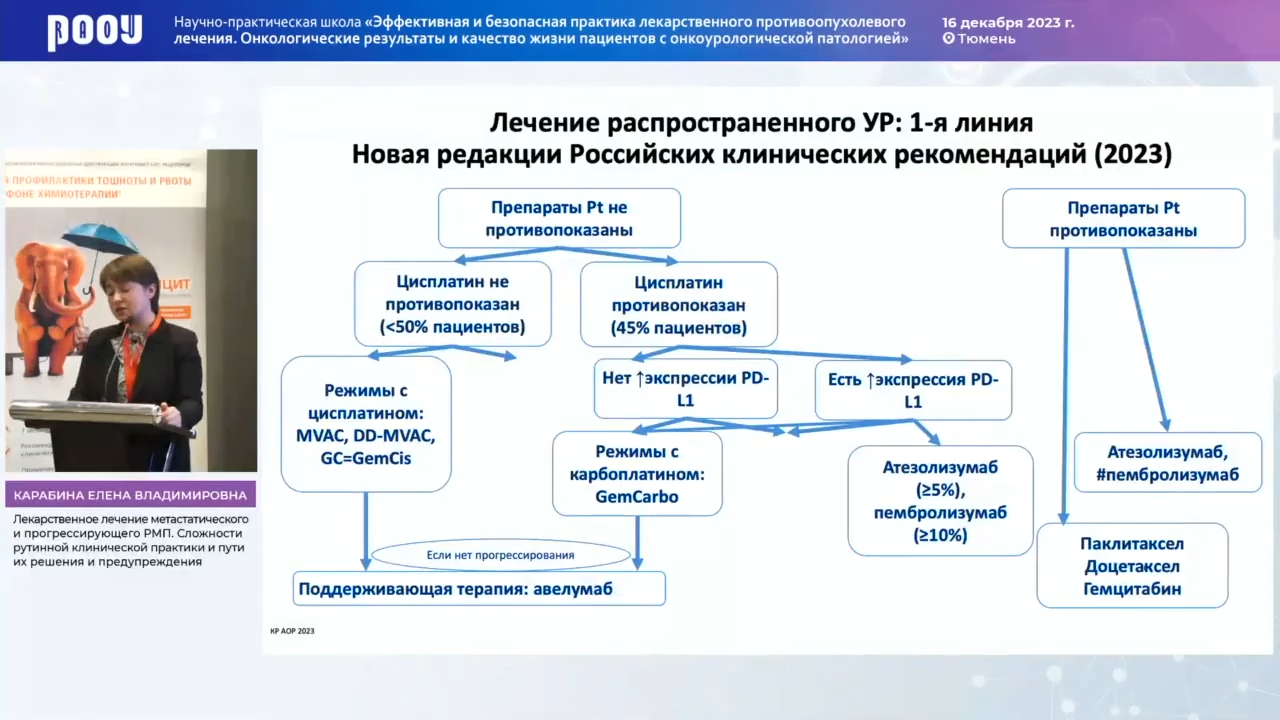 РООУ
RAOU
Научно-практическая школа «Эффективная и безопасная практика лекарственного противоопухолевого
лечения. Онкологические результаты и качество жизни пациентов с онкоурологической патологией»
16 декабря 2023 г.
Тюмень
Я ПРОФИЛАКТИКИ ТОШНОТЫ И РВОТЫ
ФОНЕ ХИМИОТЕРАПИИ
КАРАБИНА ЕЛЕНА ВЛАДИМИРОВНА
Лекарственное лечение метастатического
и прогрессирующего РМП. Сложности
рутинной клинической практики и пути
их решения и предупреждения
Лечение распространенного УР: 1-я линия
Новая редакции Российских клинических рекомендаций (2023)
Препараты Pt не
противопоказаны
Препараты Pt
противопоказаны
Цисплатин не
противопоказан
(<50% пациентов)
Цисплатин
противопоказан
(45% пациентов)
Режимы с
цисплатином:
MVAC, DD-MVAC,
GC=GemCis
Нет ↑экспрессии PD-
L1
Есть ↑экспрессия PD-
L1
Режимы с
карбоплатином:
GemCarbo
Атезолизумаб
(≥5%),
пембролизумаб
(≥10%)
Атезолизумаб,
#пембролизумаб
Паклитаксел
Доцетаксел
Гемцитабин
Если нет прогрессирования
Поддерживающая терапия: авелумаб
КР АОР 2023